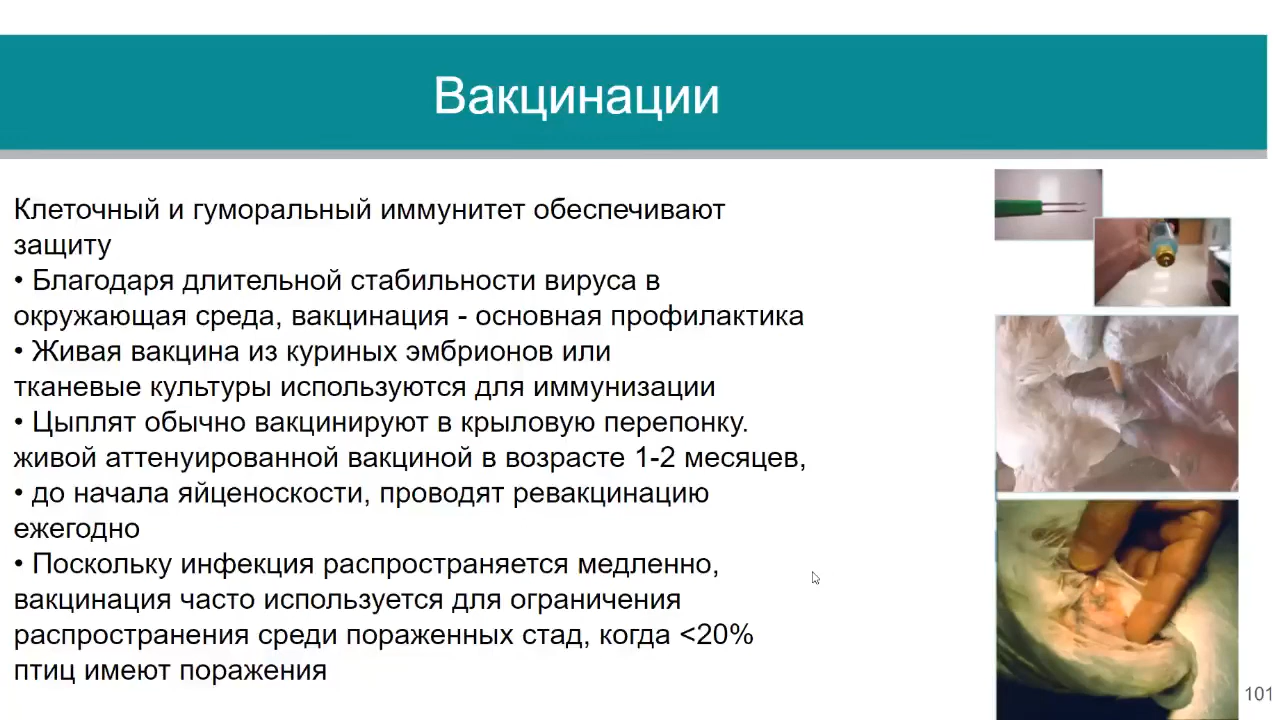 Вакцинации
Клеточный и гуморальный иммунитет обеспечивают
защиту
• Благодаря длительной стабильности вируса в
окружающая среда, вакцинация - основная профилактика
• Живая вакцина из куриных эмбрионов или
тканевые культуры используются для иммунизации
• Цыплят обычно вакцинируют в крыловую перепонку.
живой аттенуированной вакциной в возрасте 1-2 месяцев,
• до начала яйценоскости, проводят ревакцинацию
ежегодно
• Поскольку инфекция распространяется медленно,
вакцинация часто используется для ограничения
распространения среди пораженных стад, когда <20%
птиц имеют поражения
101